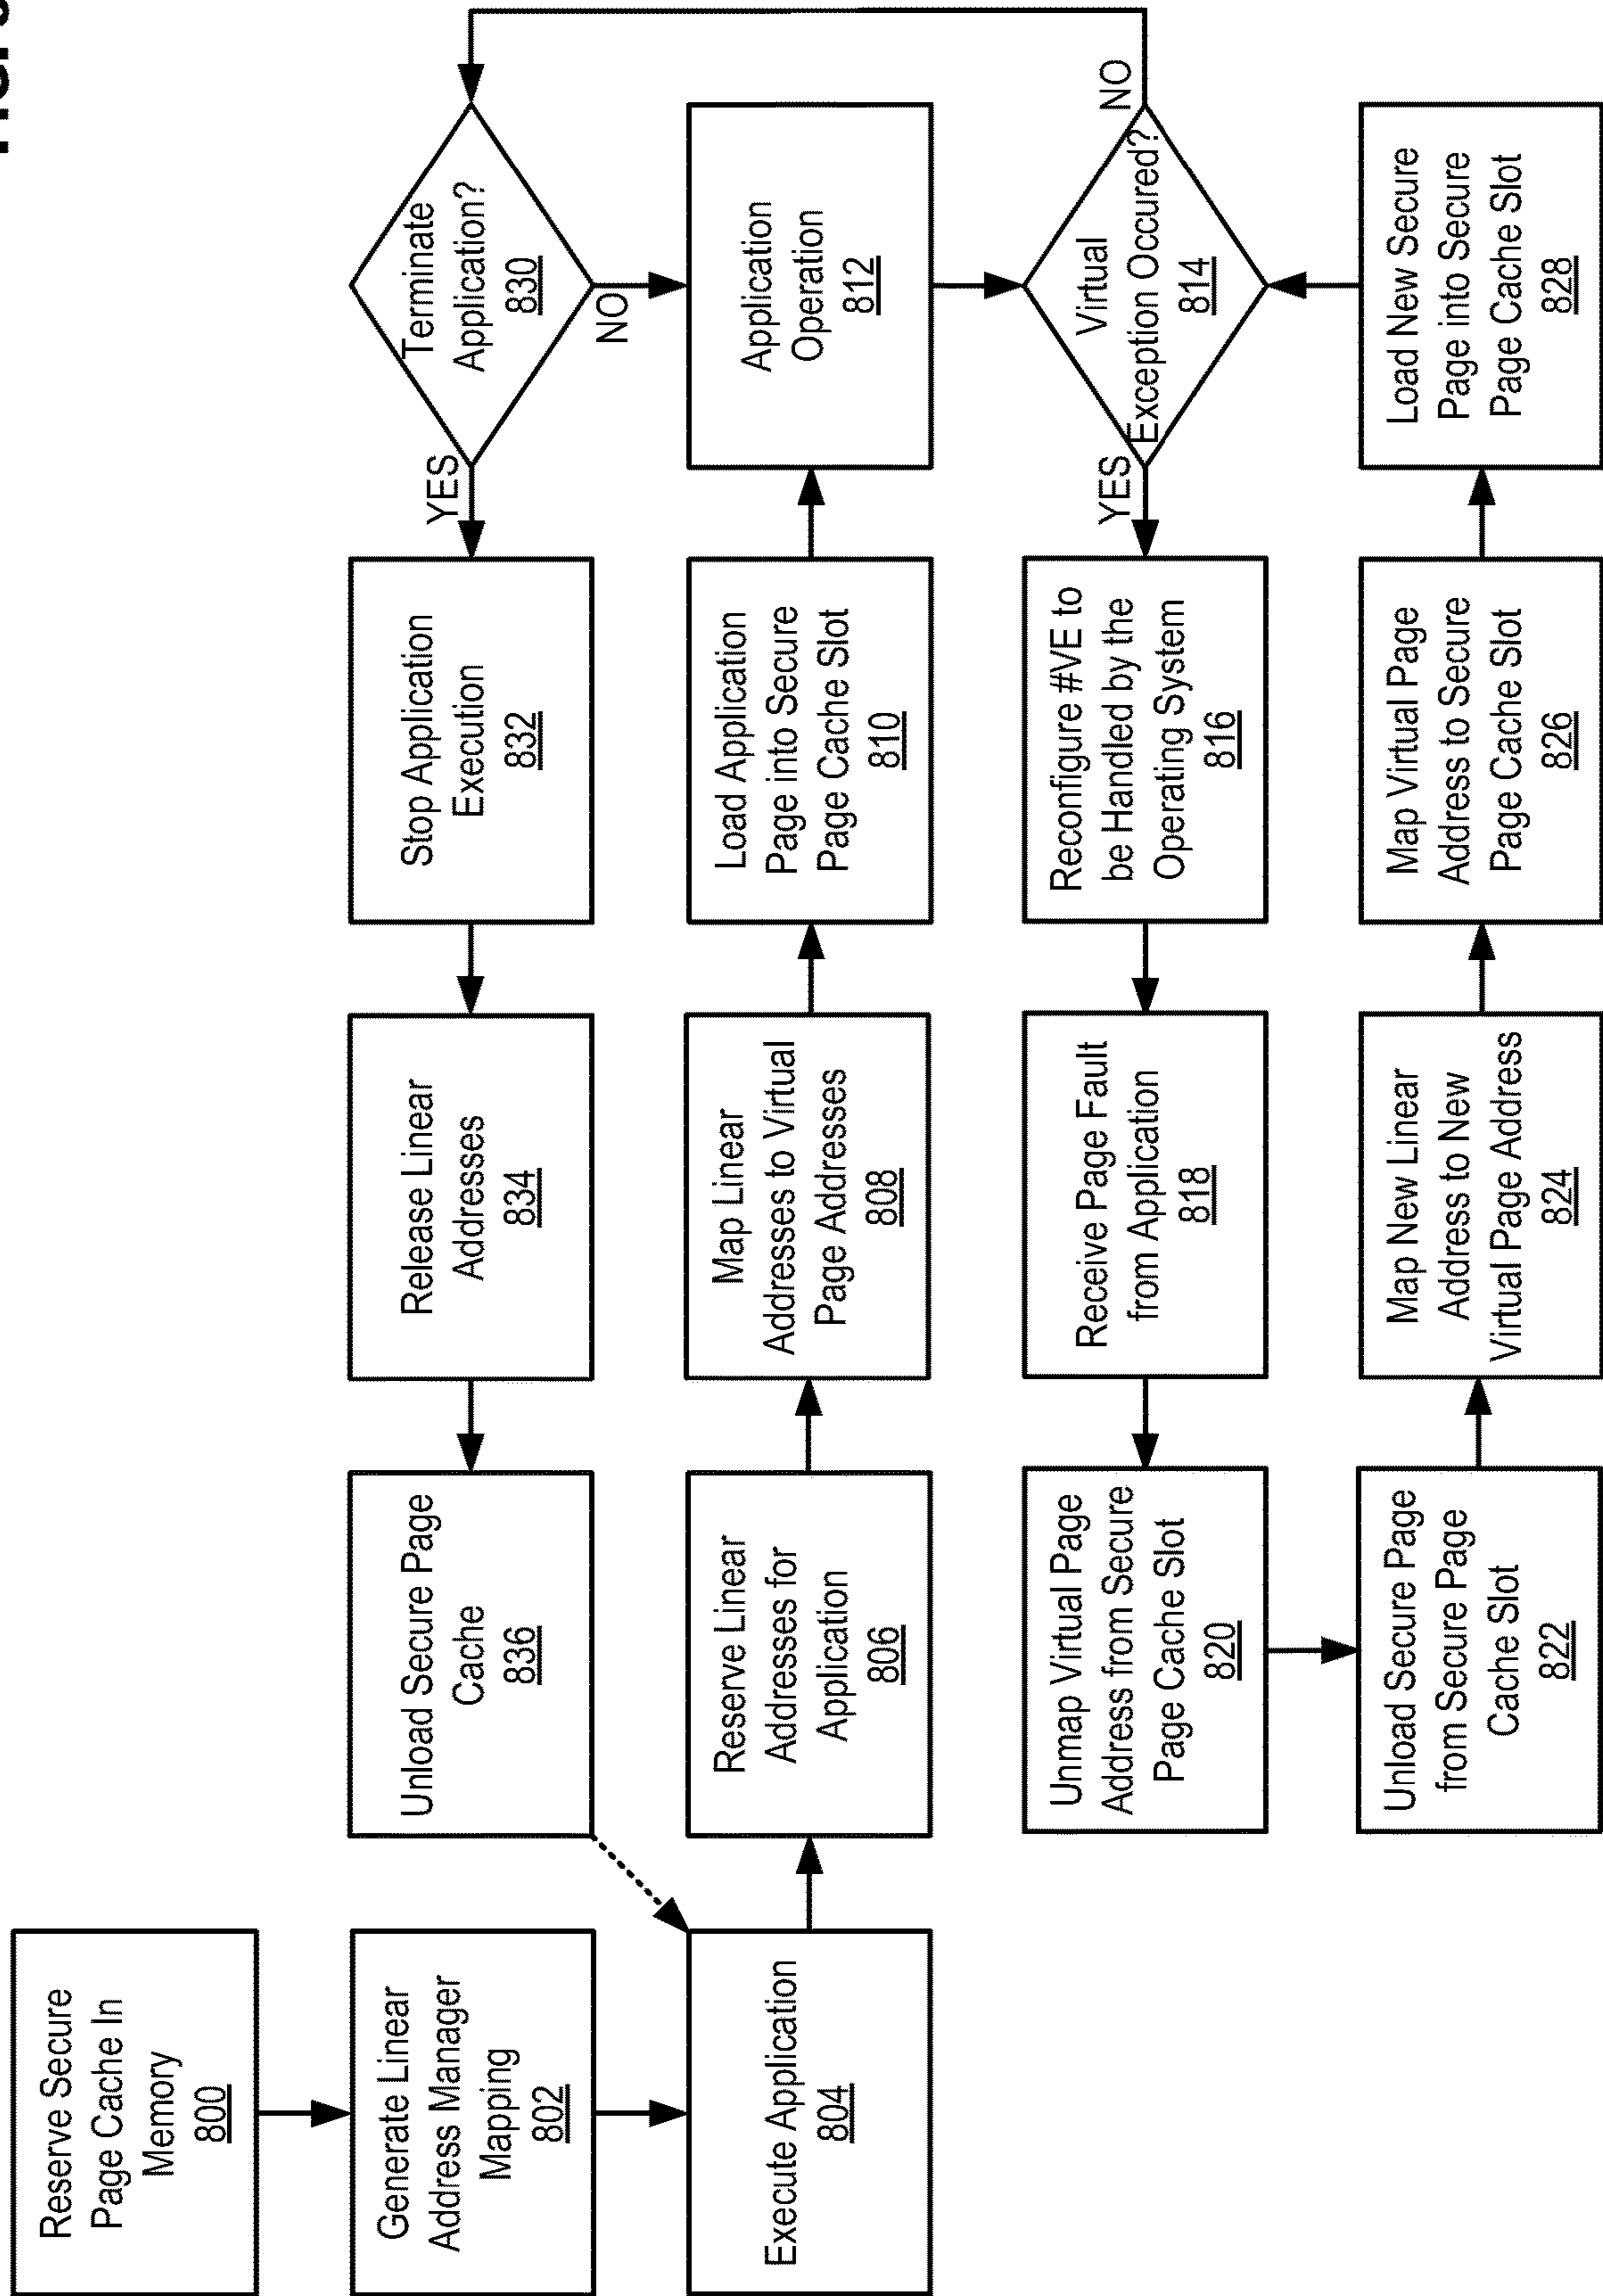 Reserve Secure
Page Cache In
Memory
800
Generate Linear
Address Manager
Mapping
802
Execute Application
804
Unload Secure Page
Cache
836
Release Linear
Addresses
834
Stop Application
Execution
832
YES
Terminate
Application?
830
NO
Reserve Linear
Addresses for
Application
806
Map Linear
Addresses to Virtual
Page Addresses
808
Load Application
Page into Secure
Page Cache Slot
810
Application
Operation
812
Unmap Virtual Page
Address from Secure
Page Cache Slot
820
Receive Page Fault
from Application
818
Reconfigure #VE to
be Handled by the
Operating System
816
YES
Virtual
Exception Occured?
814
NO
Unload Secure Page
from Secure Page
Cache Slot
822
Map New Linear
Address to New
Virtual Page Address
824
Map Virtual Page
Address to Secure
Page Cache Slot
826
Load New Secure
Page into Secure
Page Cache Slot
828